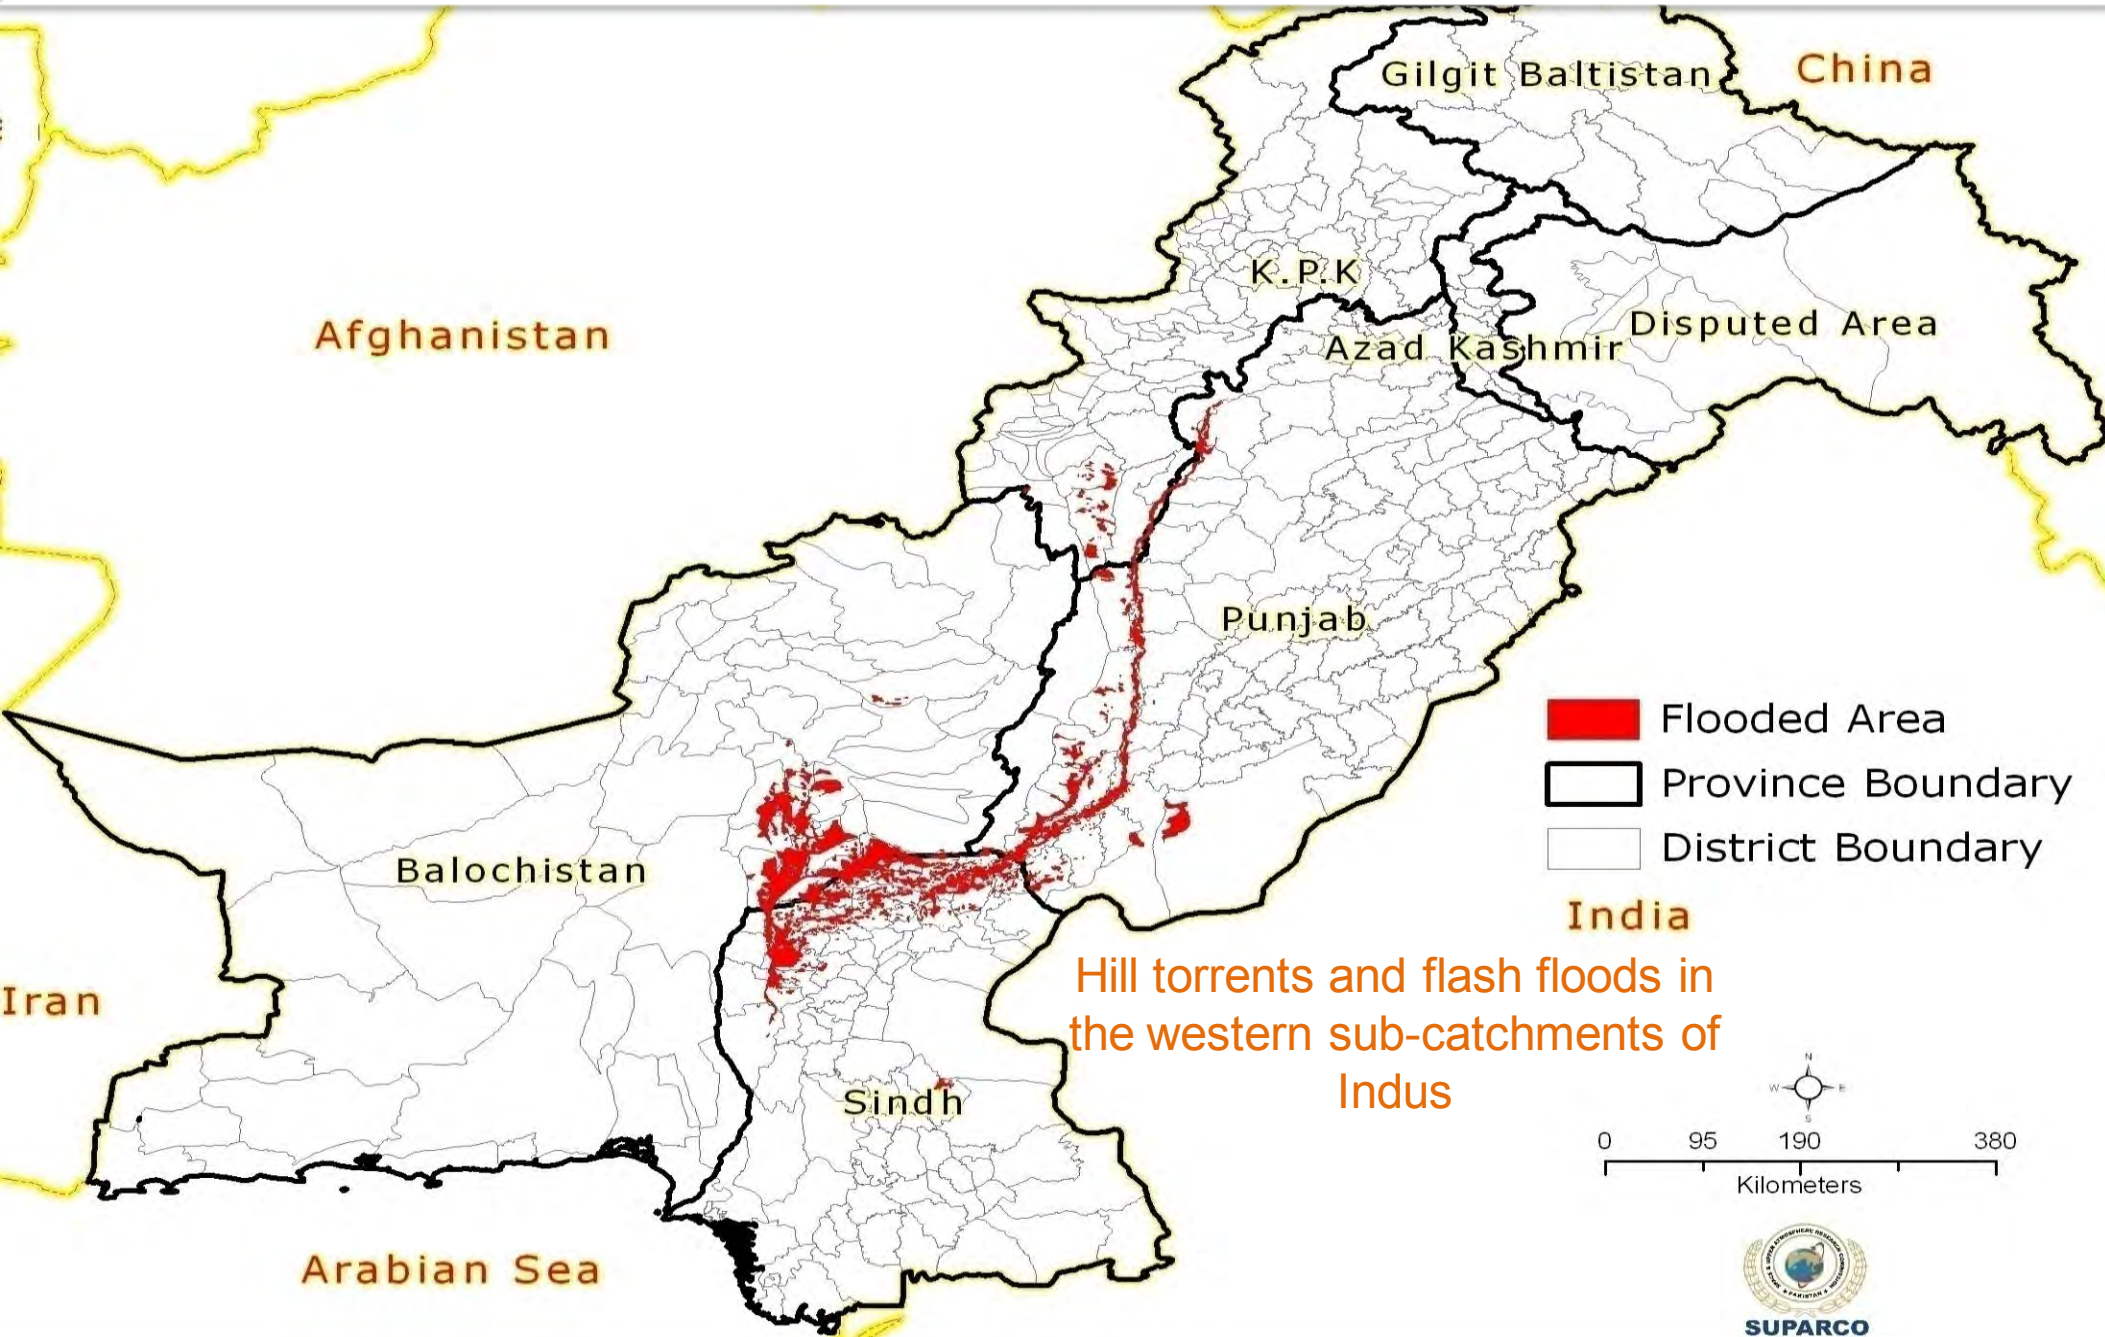 Gilgit Baltistan
China
K.P.K
Afghanistan
Disputed Area
Azad Kashmir
Punjab
Flooded Area
Province Boundary
District Boundary
Balochistan
India
Iran
Hill torrents and flash floods in
the western sub-catchments of
Indus
N
W E
S
Sindh
0 95 190 380
Kilometers
Arabian Sea
SUPARCO